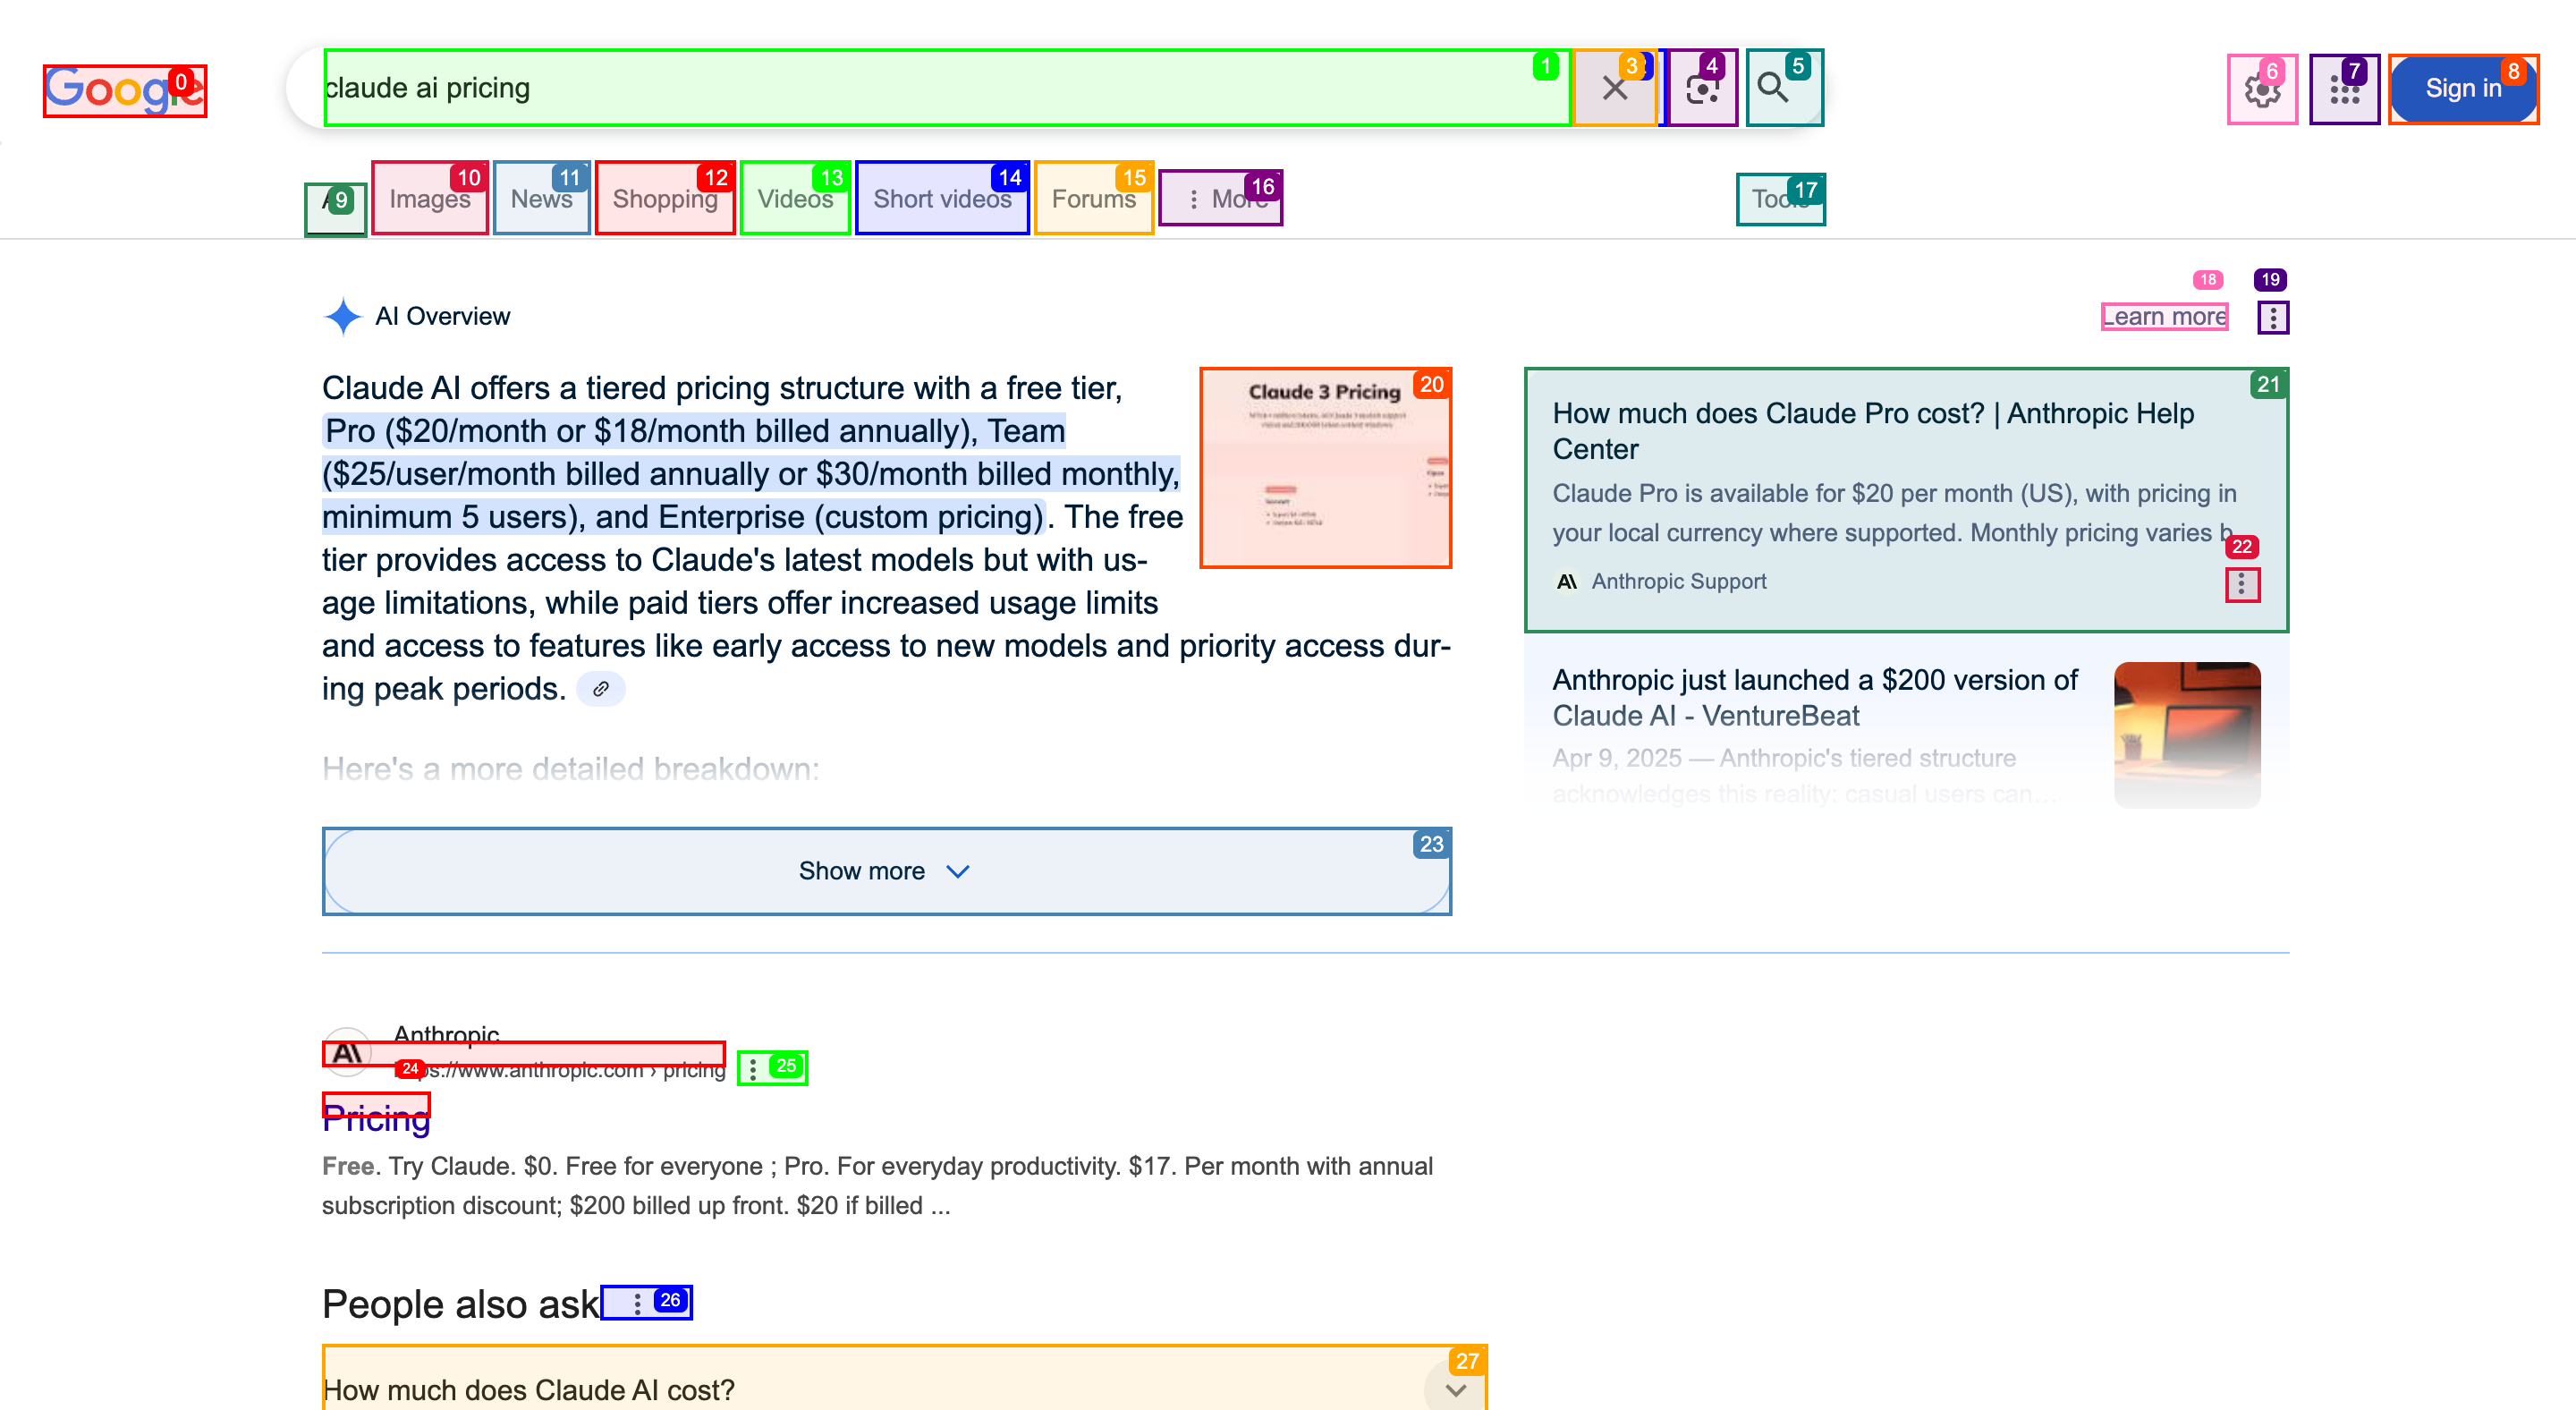 Google 0
claude ai pricing 1 3 4 5
6 7 Sign in 8
9 Images 10 News 11 Shopping 12 Videos 13 Short videos 14 Forums 15 More 16 Tools 17
AI Overview
18 19
Learn more
Claude AI offers a tiered pricing structure with a free tier,
Pro ($20/month or $18/month billed annually), Team
($25/user/month billed annually or $30/month billed monthly,
minimum 5 users), and Enterprise (custom pricing). The free
tier provides access to Claude's latest models but with us-
age limitations, while paid tiers offer increased usage limits
and access to features like early access to new models and priority access dur-
ing peak periods.
Here's a more detailed breakdown:
Claude 3 Pricing 20
21
How much does Claude Pro cost? | Anthropic Help
Center
Claude Pro is available for $20 per month (US), with pricing in
your local currency where supported. Monthly pricing varies b
22
Anthropic Support
Anthropic just launched a $200 version of
Claude AI - VentureBeat
Apr 9, 2025 — Anthropic's tiered structure
acknowledges this reality: casual users can…
Show more 23
Anthropic
24 https://www.anthropic.com › pricing 25
Pricing
Free. Try Claude. $0. Free for everyone ; Pro. For everyday productivity. $17. Per month with annual
subscription discount; $200 billed up front. $20 if billed ...
People also ask 26
How much does Claude AI cost? 27